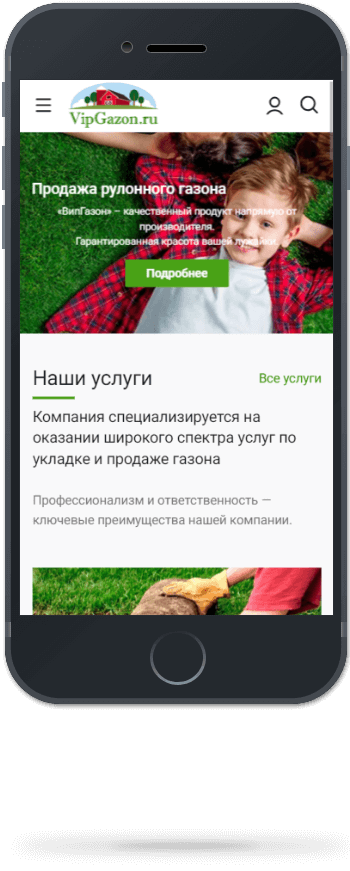 VipGazon.ru
Продажа рулонного газона
«ВипГазон» – качественный продукт напрямую от
производителя.
Гарантированная красота вашей лужайки.
Подробнее
Наши услуги
Все услуги
Компания специализируется на
оказании широкого спектра услуг по
укладке и продаже газона
Профессионализм и ответственность —
ключевые преимущества нашей компании.